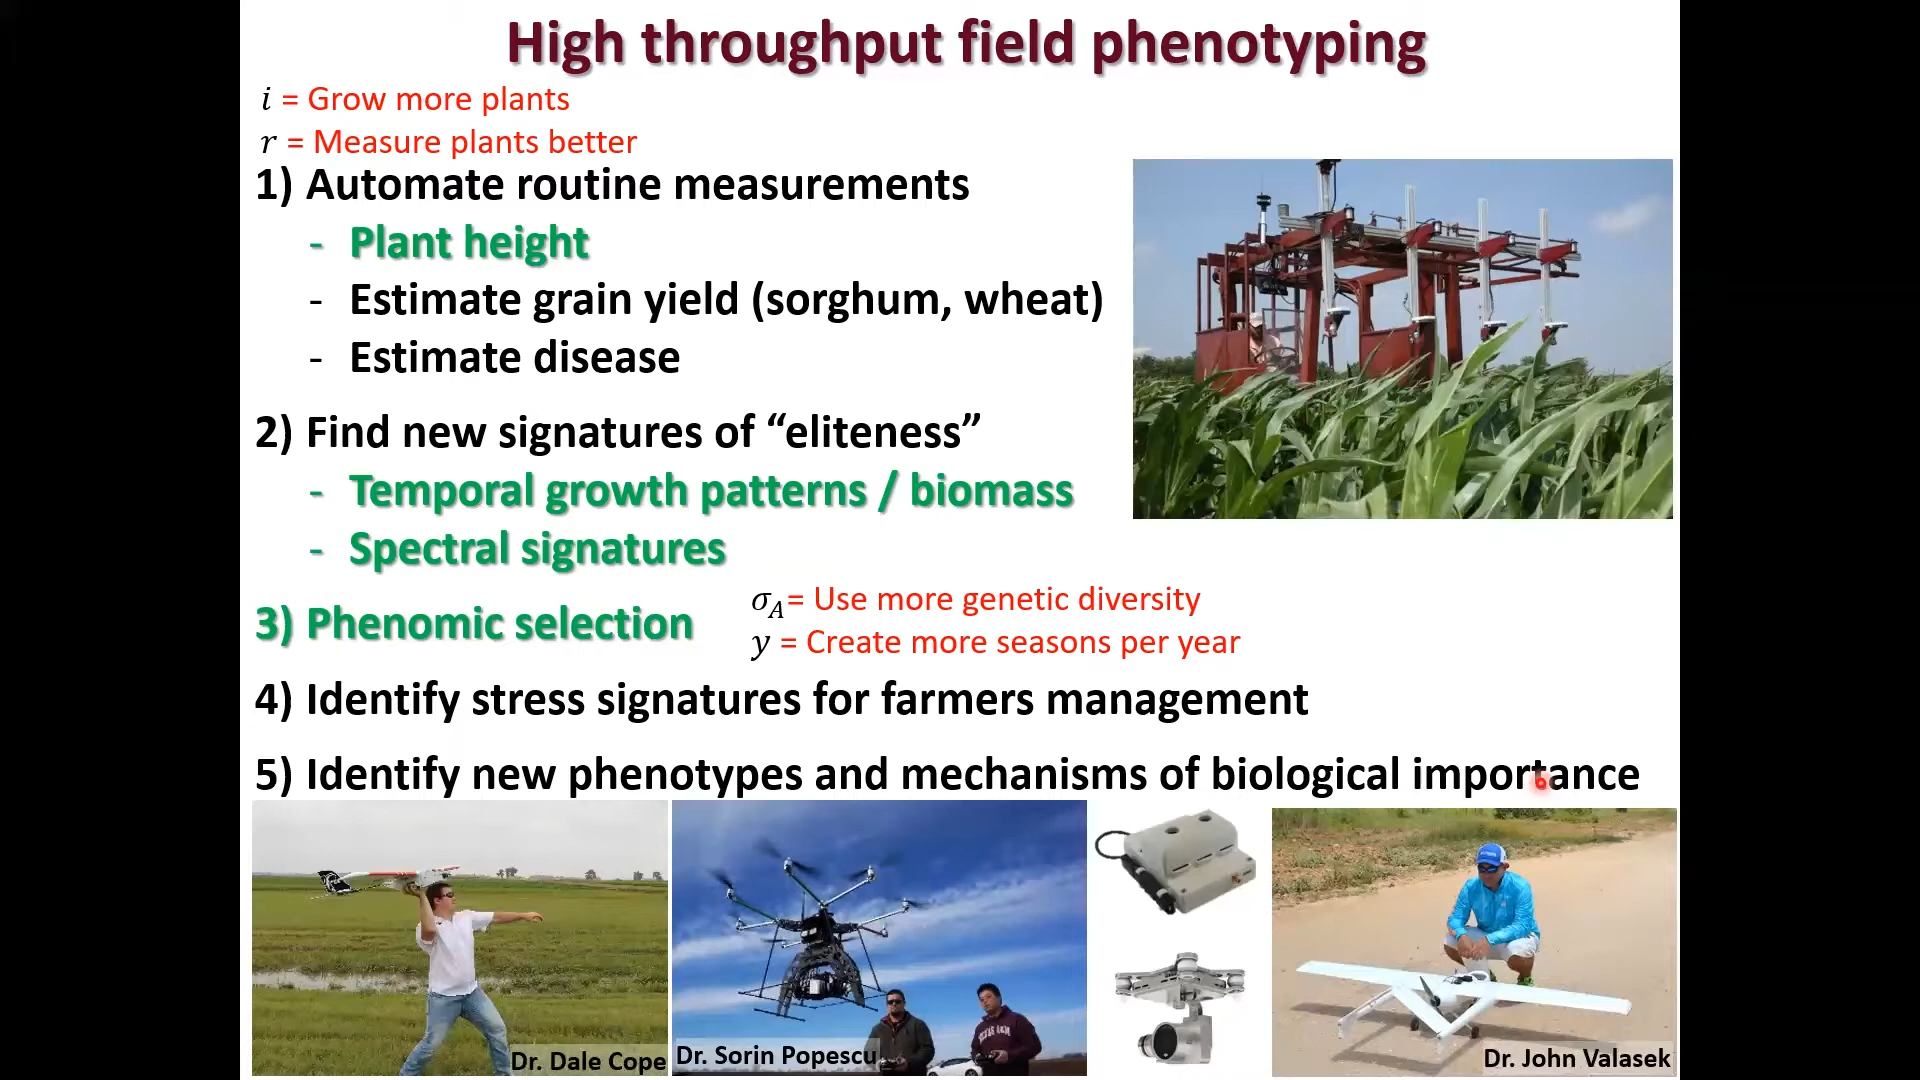 High throughput field phenotyping
i = Grow more plants
r = Measure plants better
1) Automate routine measurements
- Plant height
- Estimate grain yield (sorghum, wheat)
- Estimate disease
2) Find new signatures of “eliteness”
- Temporal growth patterns / biomass
- Spectral signatures
3) Phenomic selection
σA= Use more genetic diversity
y = Create more seasons per year
4) Identify stress signatures for farmers management
5) Identify new phenotypes and mechanisms of biological importance
Dr. Dale Cope
Dr. Sorin Popescu
Dr. John Valasek